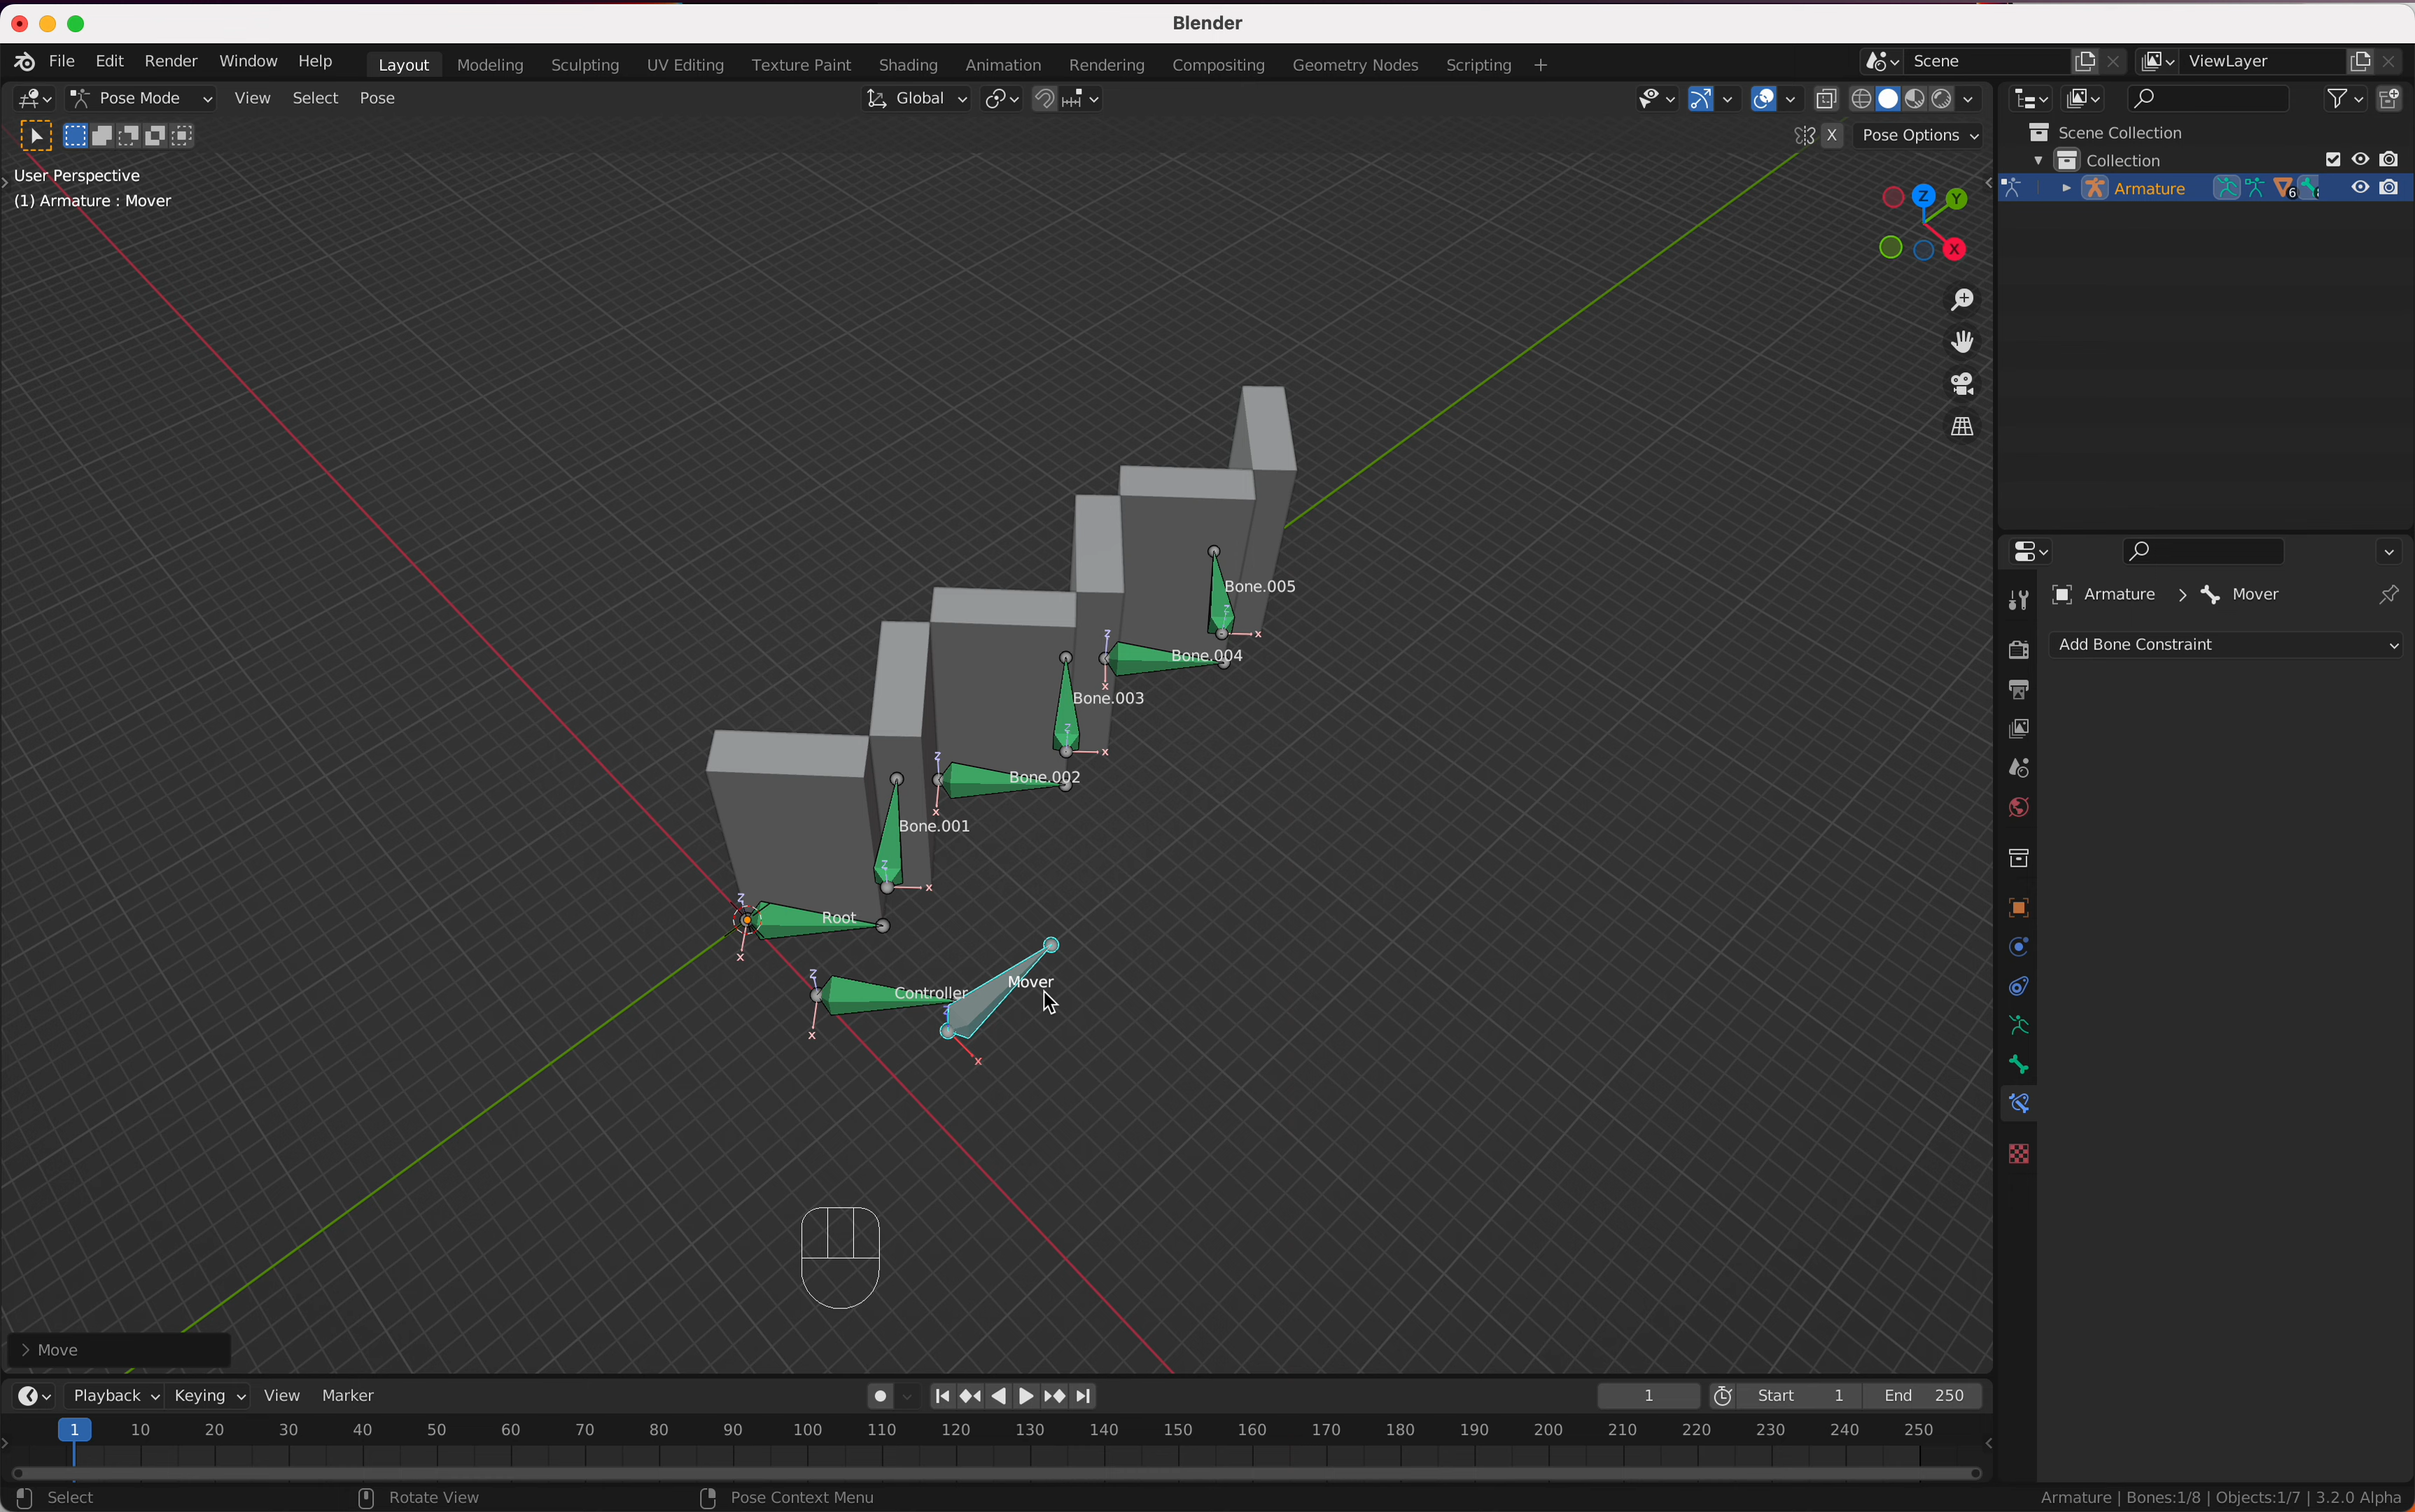 Blender
File Edit Render Window Help Layout Modeling Sculpting UV Editing Texture Paint Shading Animation Rendering Compositing Geometry Nodes Scripting + Scene ViewLayer
Pose Mode View Select Pose Global
X Pose Options
User Perspective
(1) Armature : Mover
Z
Y
X
Scene Collection
Collection
Armature 6
Armature > Mover
Add Bone Constraint
Bone.005
z
x
Bone.004
z
x
Bone.003
z
x
Bone.002
z
x
Bone.001
z
x
Root
z
x
Mover
Controller
z
x
z
x
> Move
Playback Keying View Marker 1 Start 1 End 250
1 10 20 30 40 50 60 70 80 90 100 110 120 130 140 150 160 170 180 190 200 210 220 230 240 250
Select Rotate View Pose Context Menu Armature | Bones:1/8 | Objects:1/7 | 3.2.0 Alpha